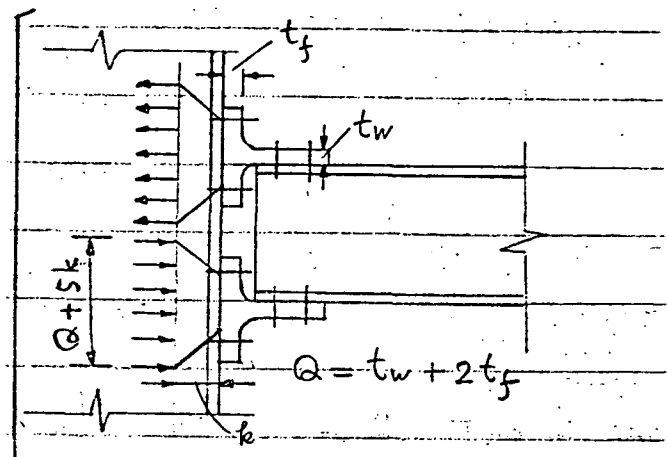 t_f
t_w
Q + 5k
Q = t_w + 2t_f
k